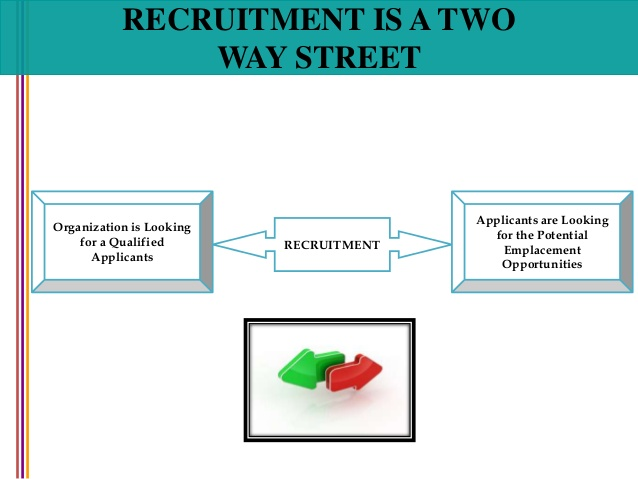 RECRUITMENT IS A TWO
WAY STREET
Organization is Looking
for a Qualified
Applicants
RECRUITMENT
Applicants are Looking
for the Potential
Emplacement
Opportunities